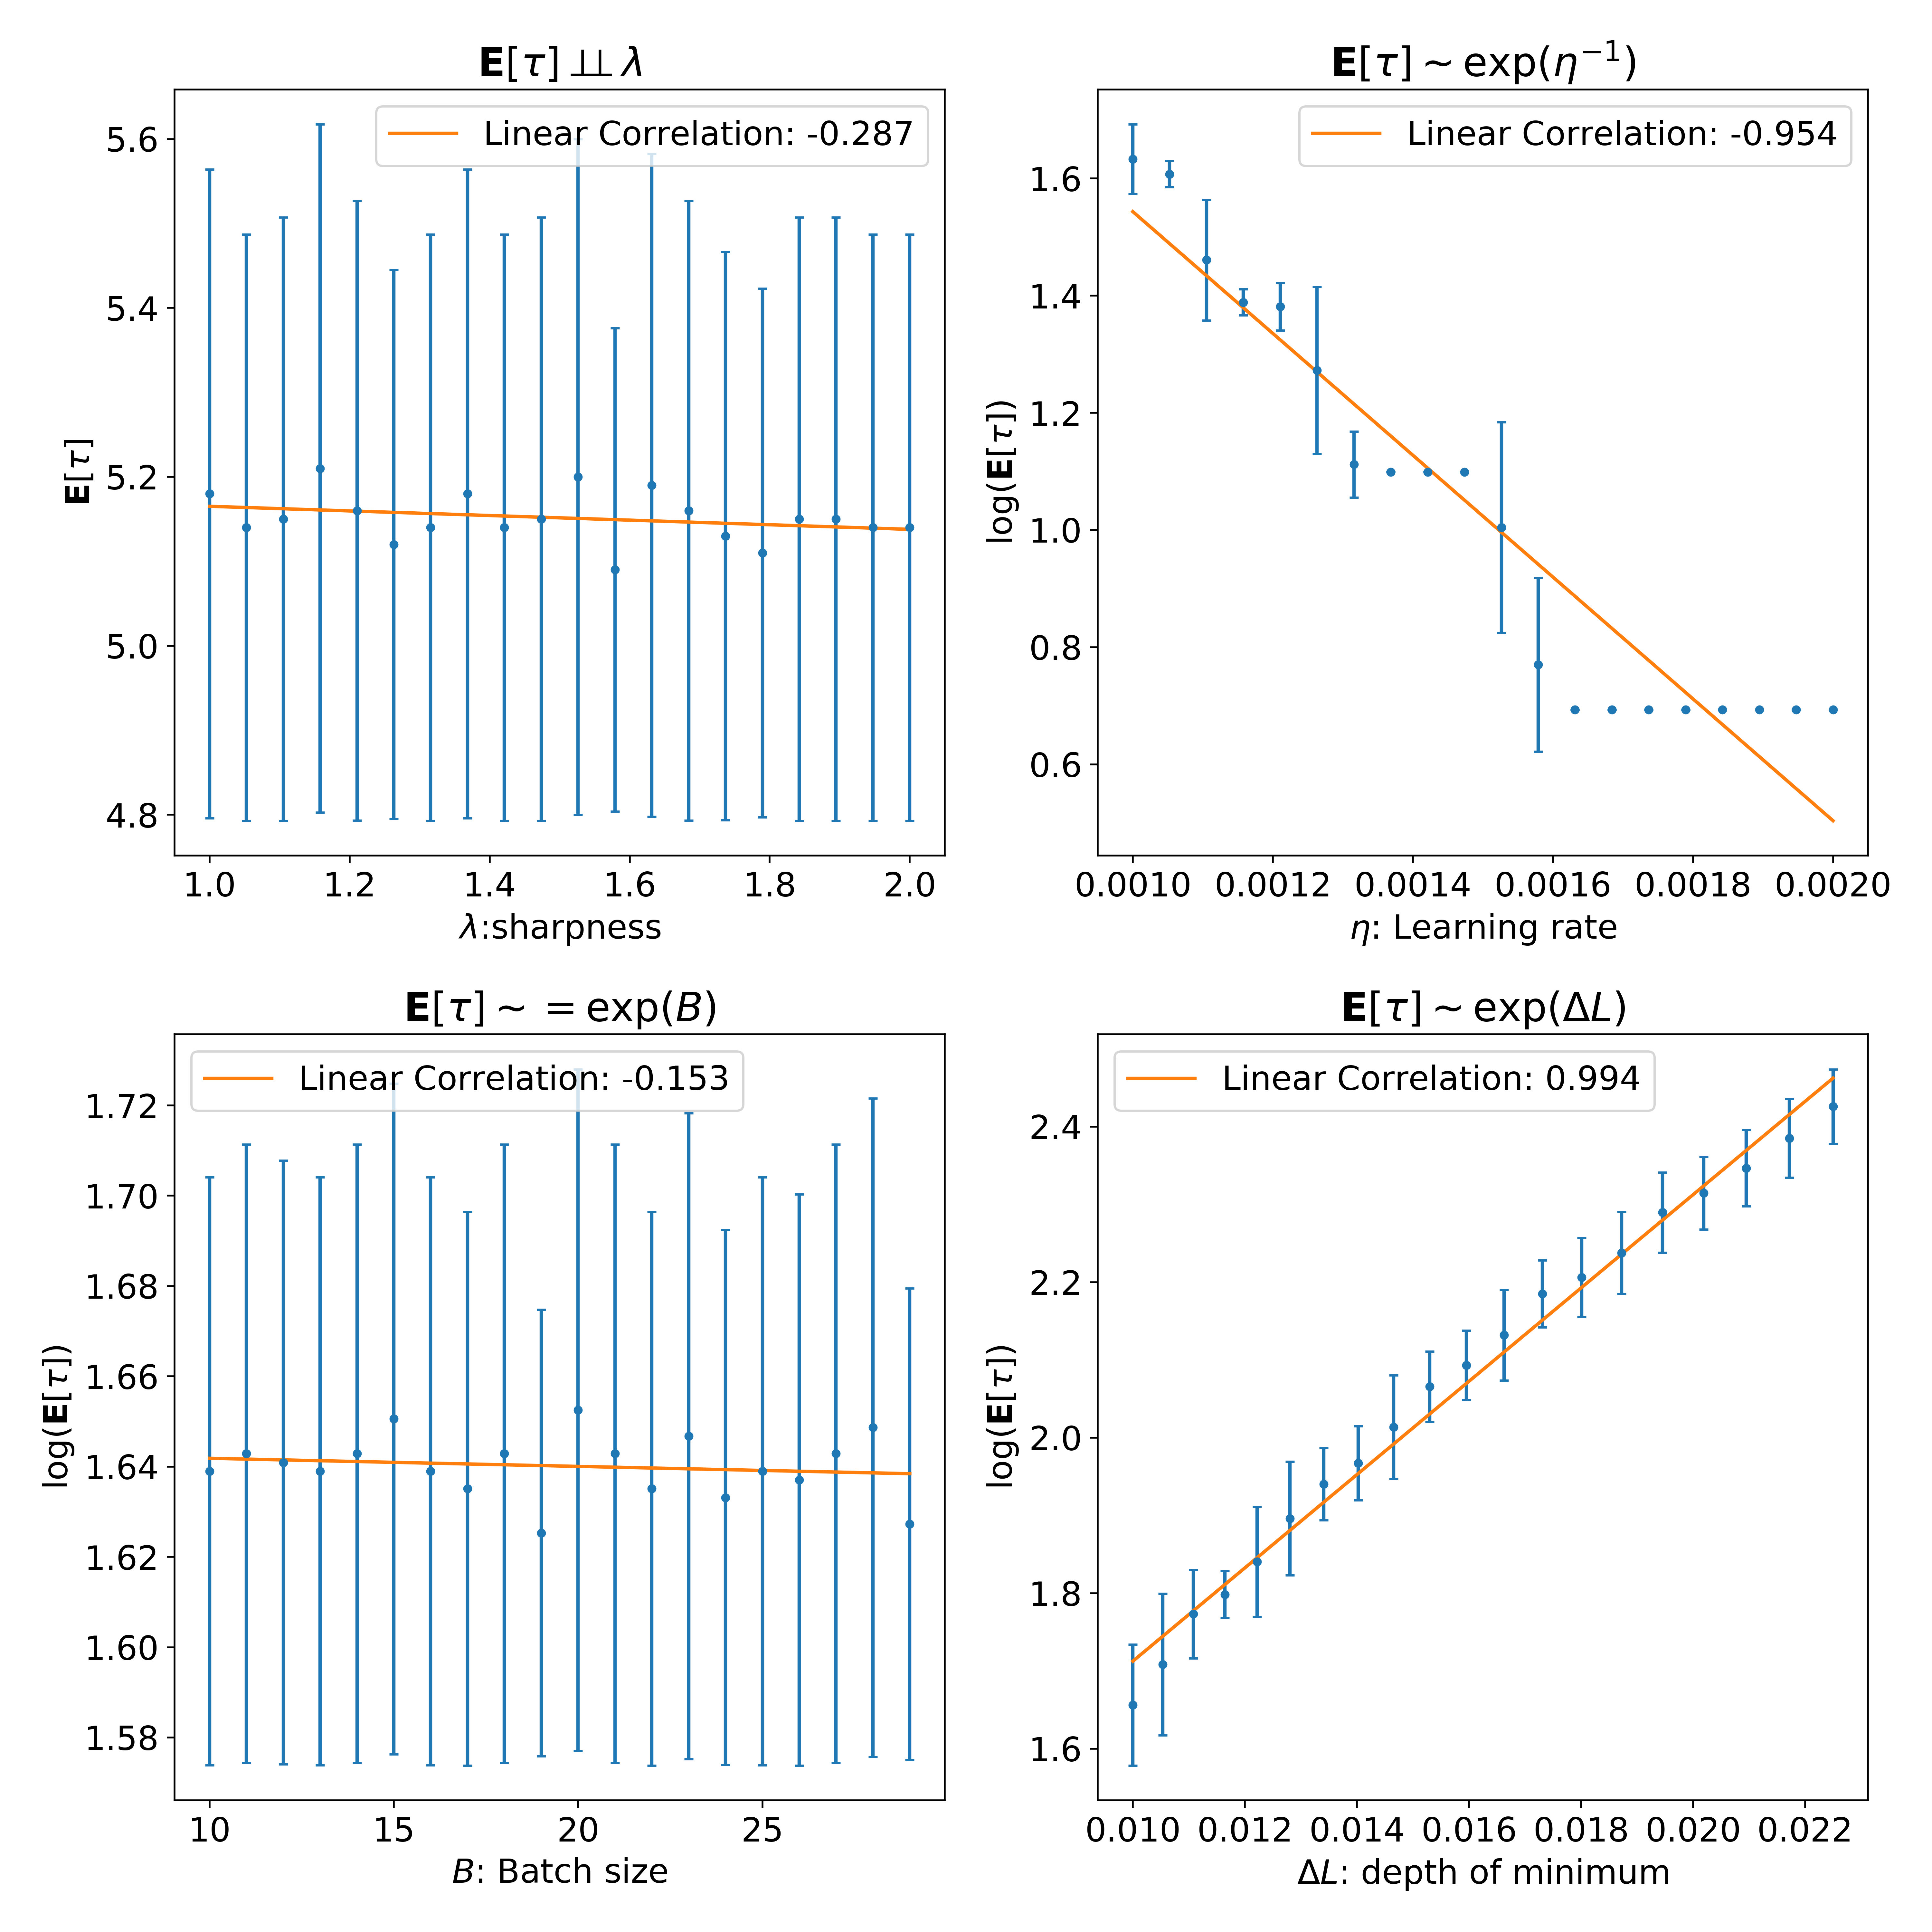 E[τ] ⊥⊥ λ
Linear Correlation: -0.287
5.6
5.4
5.2
5.0
4.8
E[τ]
1.0 1.2 1.4 1.6 1.8 2.0
λ:sharpness
E[τ] ~ exp(η⁻¹)
Linear Correlation: -0.954
1.6
1.4
1.2
1.0
0.8
0.6
log(E[τ])
0.0010 0.0012 0.0014 0.0016 0.0018 0.0020
η: Learning rate
E[τ] ~ = exp(B)
Linear Correlation: -0.153
1.72
1.70
1.68
1.66
1.64
1.62
1.60
1.58
log(E[τ])
10 15 20 25
B: Batch size
E[τ] ~ exp(ΔL)
Linear Correlation: 0.994
2.4
2.2
2.0
1.8
1.6
log(E[τ])
0.010 0.012 0.014 0.016 0.018 0.020 0.022
ΔL: depth of minimum